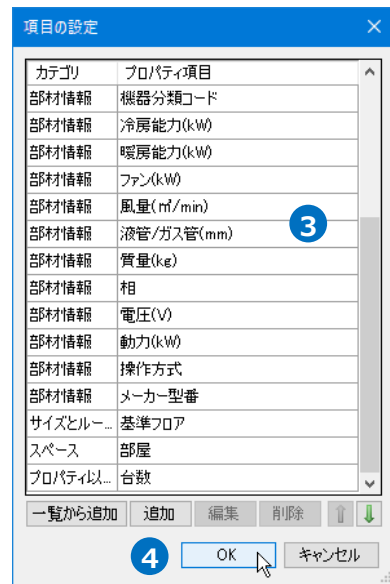 項目の設定
カテゴリ プロパティ項目
部材情報 機器分類コード
部材情報 冷房能力(kW)
部材情報 暖房能力(kW)
部材情報 ファン(kW)
部材情報 風量(㎥/min)
部材情報 液管/ガス管(mm)
3
部材情報 質量(kg)
部材情報 相
部材情報 電圧(V)
部材情報 動力(kW)
部材情報 操作方式
部材情報 メーカー型番
サイズとルー... 基準フロア
スペース 部屋
プロパティ以... 台数
一覧から追加 追加 編集 削除
4 OK キャンセル